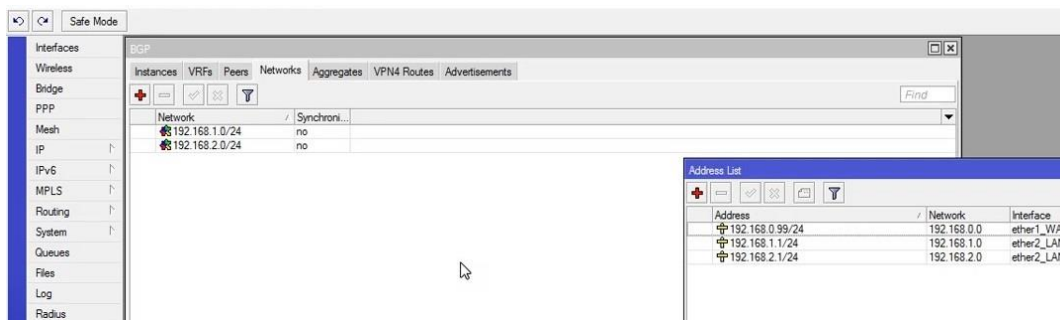 Safe Mode
Interfaces
Wireless
Bridge
PPP
Mesh
IP
IPv6
MPLS
Routing
System
Queues
Files
Log
Radius
BGP
Instances VRFs Peers Networks Aggregates VPN4 Routes Advertisements
Find
Network Synchroni...
192.168.1.0/24 no
192.168.2.0/24 no
Address List
Address Network Interface
192.168.0.99/24 192.168.0.0 ether1_WA
192.168.1.1/24 192.168.1.0 ether2_LAN
192.168.2.1/24 192.168.2.0 ether2_LAN